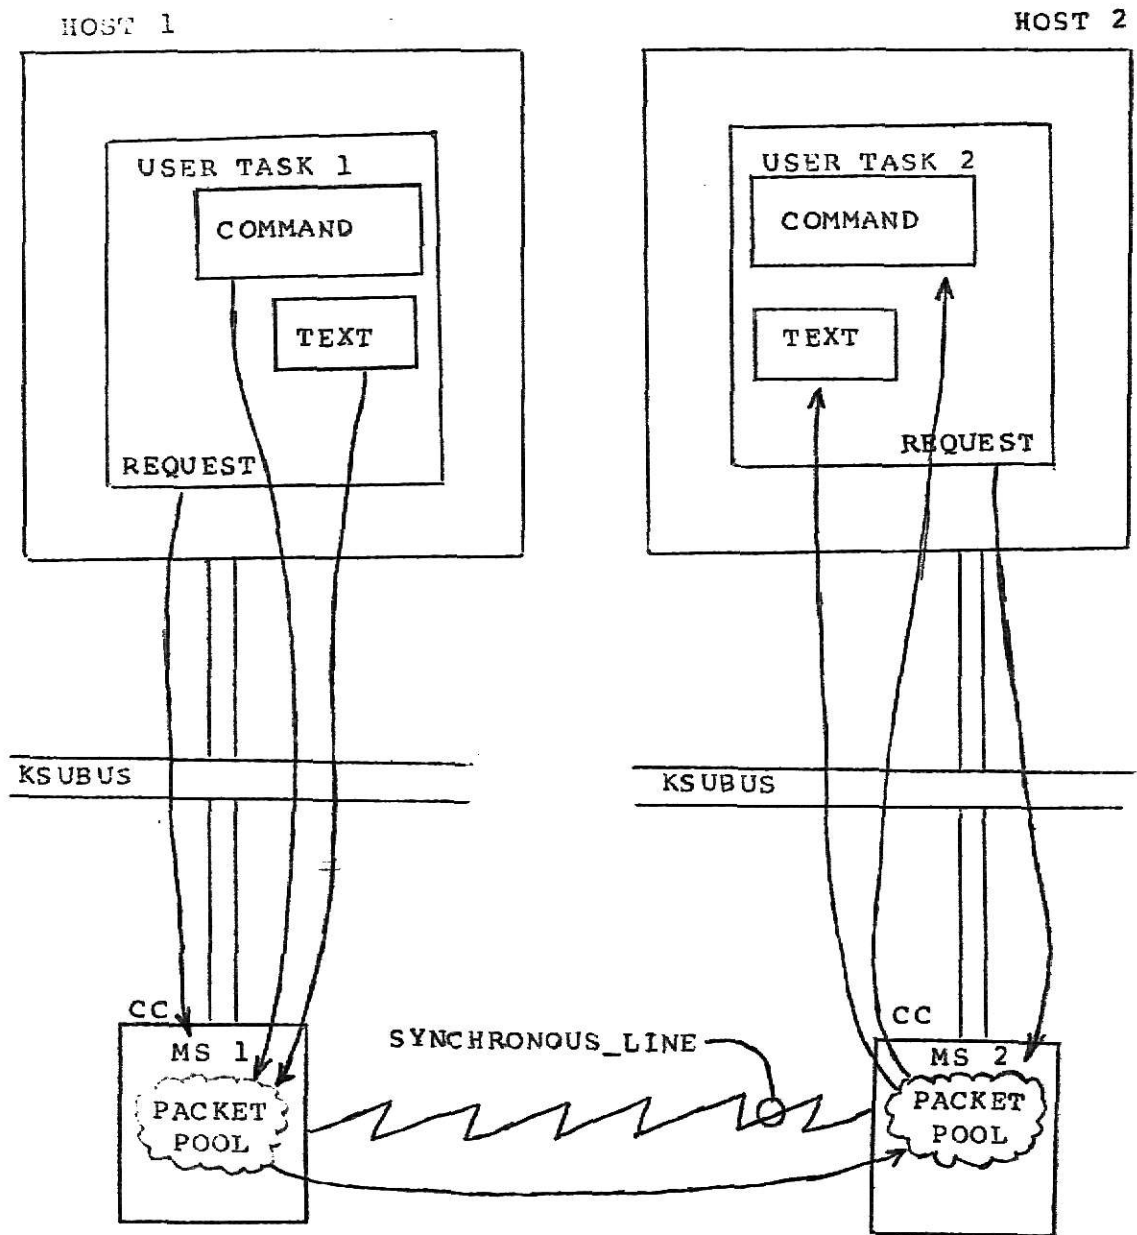 HOST 1
HOST 2
USER TASK 1
COMMAND
TEXT
REQUEST
USER TASK 2
COMMAND
TEXT
REQUEST
KSUBUS
KSUBUS
CC
MS 1
PACKET
POOL
SYNCHRONOUS_LINE
CC
MS 2
PACKET
POOL